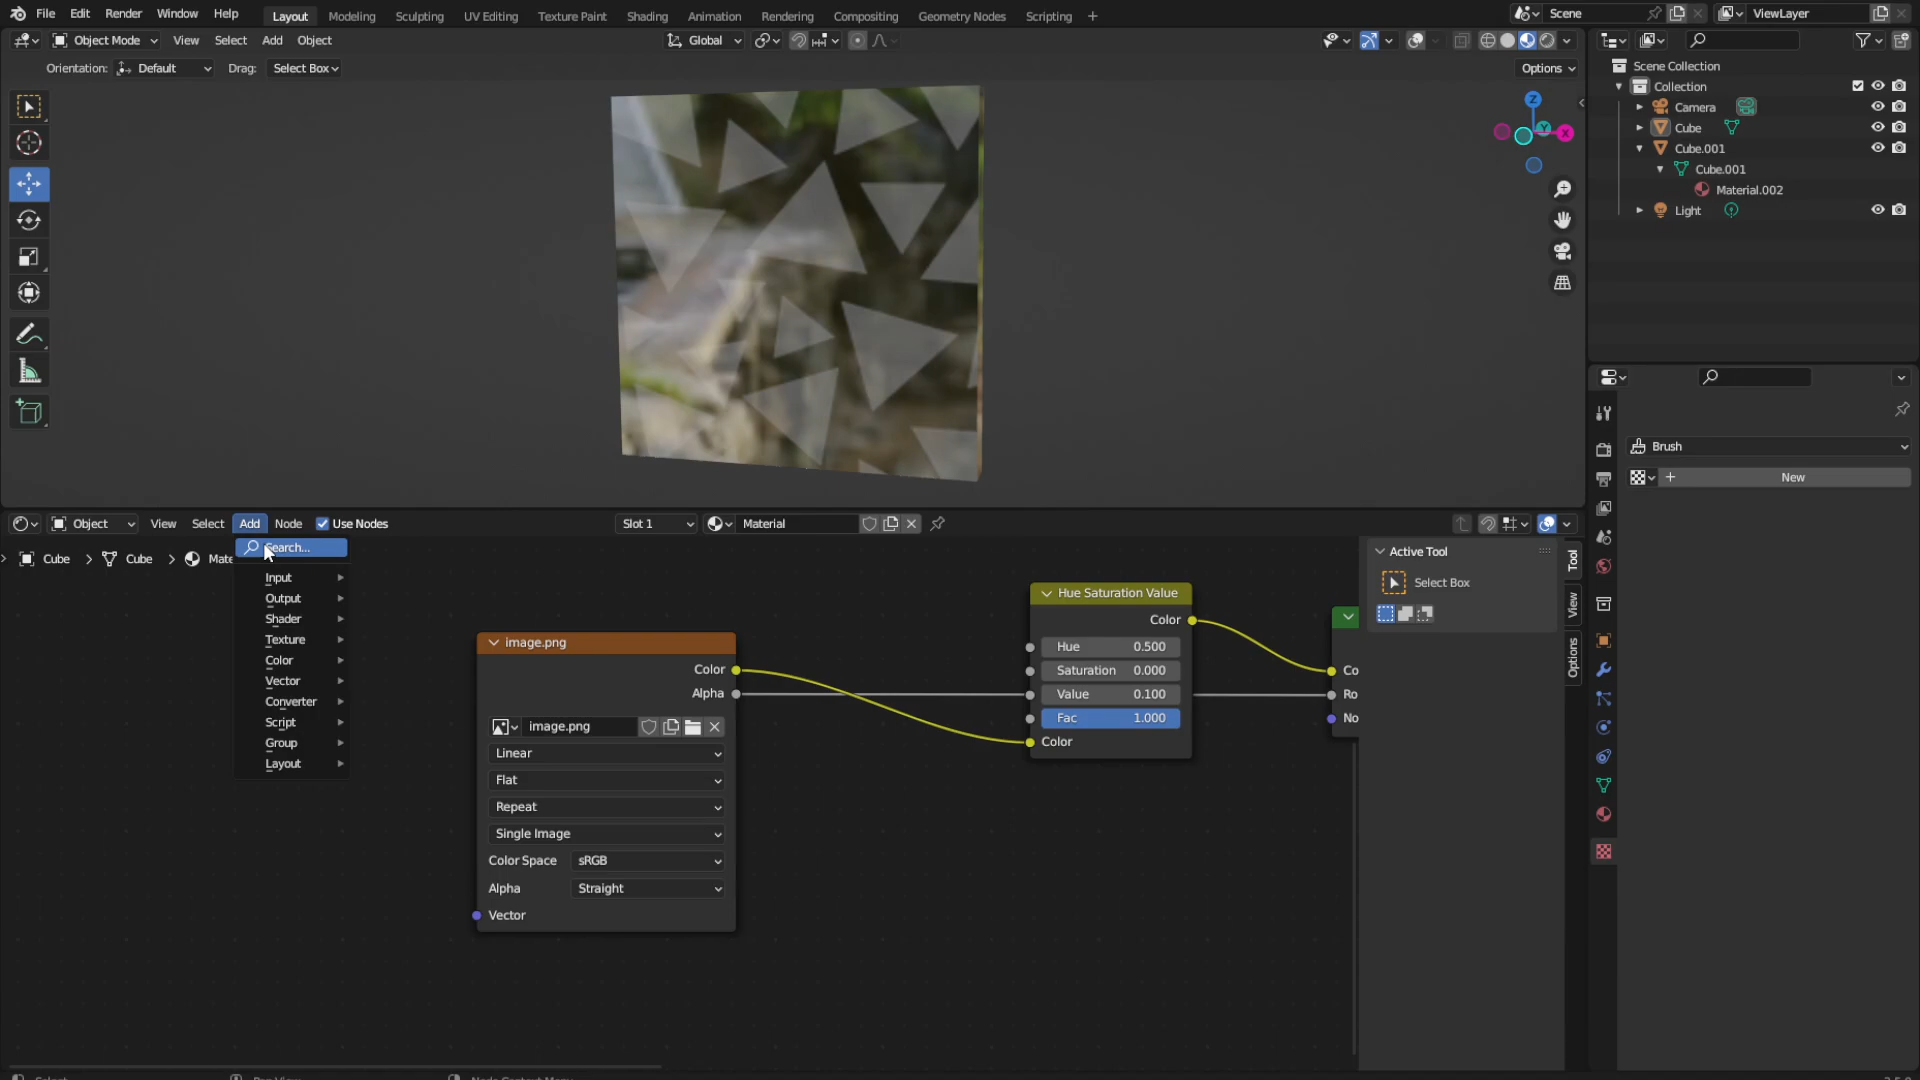 File Edit Render Window Help Layout Modeling Sculpting UV Editing Texture Paint Shading Animation Rendering Compositing Geometry Nodes Scripting + Scene ViewLayer
Object Mode View Select Add Object Global
Orientation: Default Drag: Select Box Options
Scene Collection
Collection
Camera
Cube
Cube.001
Cube.001
Material.002
Light
Z
Y
X
Brush
+ New
Object View Select Add Node Use Nodes Slot 1 Material
Cube Cube Mate
Search...
Input
Output
Shader
Texture
Color
Vector
Converter
Script
Group
Layout
image.png
Color
Alpha
image.png
Linear
Flat
Repeat
Single Image
Color Space sRGB
Alpha Straight
Vector
Hue Saturation Value
Color
Hue 0.500
Saturation 0.000
Value 0.100
Fac 1.000
Color
Co
Ro
No
Active Tool
Select Box
Tool
View
Options